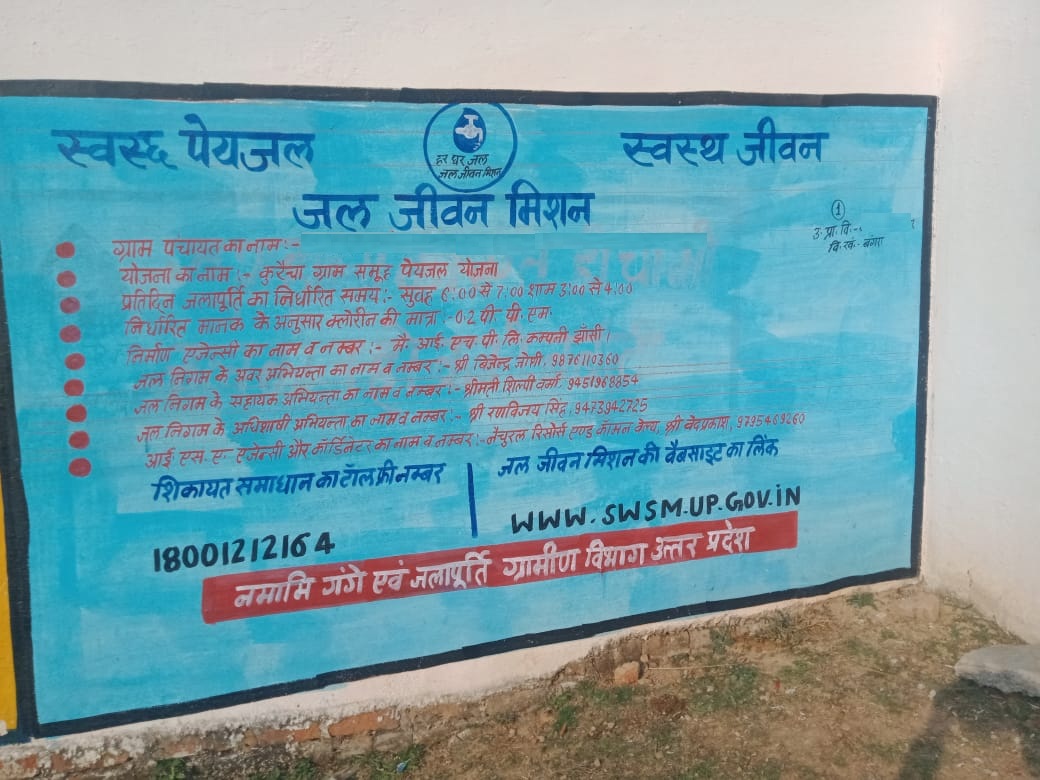 स्वस्छ पेयजल
हर घर जल
जल जीवन मिशन
स्वस्थ जीवन
जल जीवन मिशन
1
उ. प्रा. वि.-
वि. खं.- बंगरा
ग्राम पंचायत का नाम :-
योजना का नाम :- कुरैचा ग्राम समूह पेयजल योजना
प्रतिदिन जलापूर्ति का निर्धारित समय:- सुबह 6:00 से 7:00 शाम 3:00 से 4:00
निर्धारित मानक के अनुसार क्लोरीन की मात्रा:- 0.2 पी. पी. एम.
निर्माण एजेन्सी का नाम व नम्बर :- मै. आई. एच. पी. लि. कम्पनी झाँसी।
जल निगम के अवर अभियन्ता का नाम व नम्बर :- श्री विजेन्द्र जोशी, 9876110360
जल निगम के सहायक अभियन्ता का नाम व नम्बर :- श्रीमती शिल्पी वर्मा. 9451968854
जल निगम के अधिशाषी अभियन्ता का नाम व नम्बर :- श्री रणविजय सिंह, 9473942725
आई. एस. ए- एजेन्सी और कॉर्डिनेटर का नाम व नम्बर:- नैचुरल रिसोर्स एण्ड कॉमन वेल्थ, श्री वेदप्रकाश, 9795469260
शिकायत समाधान का टॉल फ्री नम्बर
18001212164
जल जीवन मिशन की वैबसाइट का लिंक
WWW.SWSM.UP.GOV.IN
नमामि गंगे एवं जलापूर्ति ग्रामीण विभाग उत्तर प्रदेश